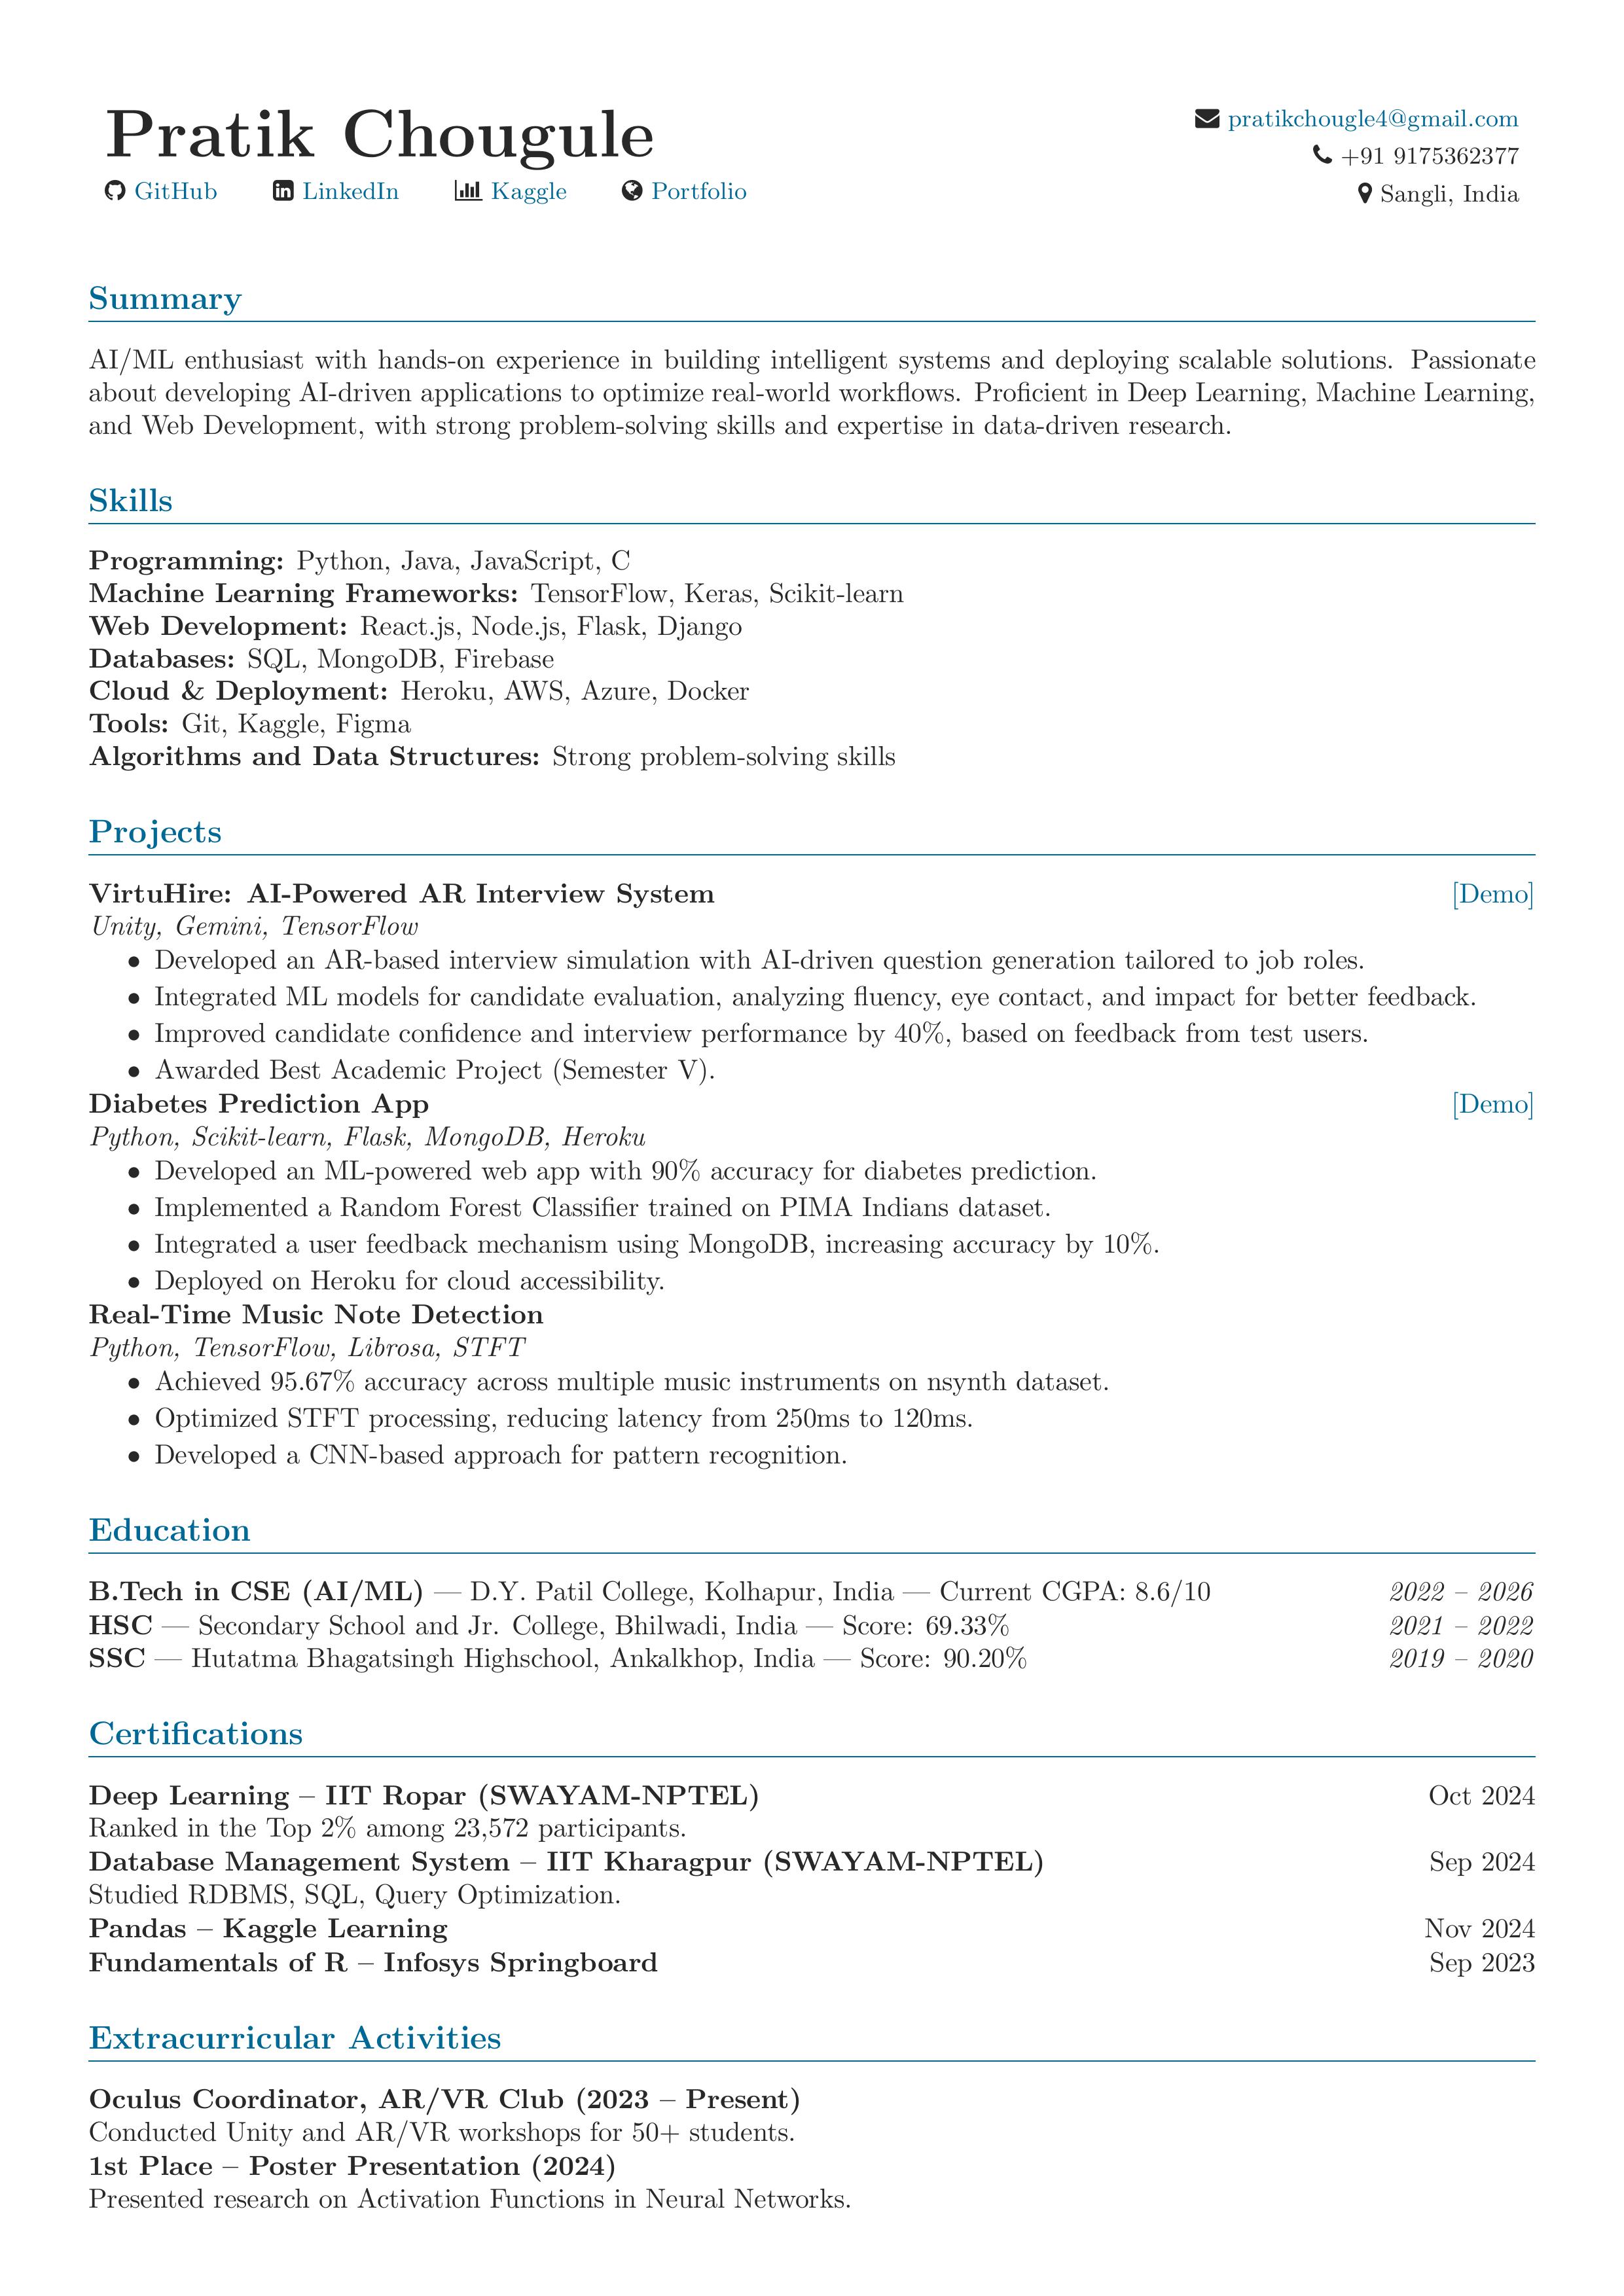 Pratik Chougule
GitHub LinkedIn Kaggle Portfolio
pratikchougle4@gmail.com
+91 9175362377
Sangli, India
Summary
AI/ML enthusiast with hands-on experience in building intelligent systems and deploying scalable solutions. Passionate
about developing AI-driven applications to optimize real-world workflows. Proficient in Deep Learning, Machine Learning,
and Web Development, with strong problem-solving skills and expertise in data-driven research.
Skills
Programming: Python, Java, JavaScript, C
Machine Learning Frameworks: TensorFlow, Keras, Scikit-learn
Web Development: React.js, Node.js, Flask, Django
Databases: SQL, MongoDB, Firebase
Cloud & Deployment: Heroku, AWS, Azure, Docker
Tools: Git, Kaggle, Figma
Algorithms and Data Structures: Strong problem-solving skills
Projects
VirtuHire: AI-Powered AR Interview System [Demo]
Unity, Gemini, TensorFlow
• Developed an AR-based interview simulation with AI-driven question generation tailored to job roles.
• Integrated ML models for candidate evaluation, analyzing fluency, eye contact, and impact for better feedback.
• Improved candidate confidence and interview performance by 40%, based on feedback from test users.
• Awarded Best Academic Project (Semester V).
Diabetes Prediction App [Demo]
Python, Scikit-learn, Flask, MongoDB, Heroku
• Developed an ML-powered web app with 90% accuracy for diabetes prediction.
• Implemented a Random Forest Classifier trained on PIMA Indians dataset.
• Integrated a user feedback mechanism using MongoDB, increasing accuracy by 10%.
• Deployed on Heroku for cloud accessibility.
Real-Time Music Note Detection
Python, TensorFlow, Librosa, STFT
• Achieved 95.67% accuracy across multiple music instruments on nsynth dataset.
• Optimized STFT processing, reducing latency from 250ms to 120ms.
• Developed a CNN-based approach for pattern recognition.
Education
B.Tech in CSE (AI/ML) — D.Y. Patil College, Kolhapur, India — Current CGPA: 8.6/10 2022 – 2026
HSC — Secondary School and Jr. College, Bhilwadi, India — Score: 69.33% 2021 – 2022
SSC — Hutatma Bhagatsingh Highschool, Ankalkhop, India — Score: 90.20% 2019 – 2020
Certifications
Deep Learning – IIT Ropar (SWAYAM-NPTEL) Oct 2024
Ranked in the Top 2% among 23,572 participants.
Database Management System – IIT Kharagpur (SWAYAM-NPTEL) Sep 2024
Studied RDBMS, SQL, Query Optimization.
Pandas – Kaggle Learning Nov 2024
Fundamentals of R – Infosys Springboard Sep 2023
Extracurricular Activities
Oculus Coordinator, AR/VR Club (2023 – Present)
Conducted Unity and AR/VR workshops for 50+ students.
1st Place – Poster Presentation (2024)
Presented research on Activation Functions in Neural Networks.